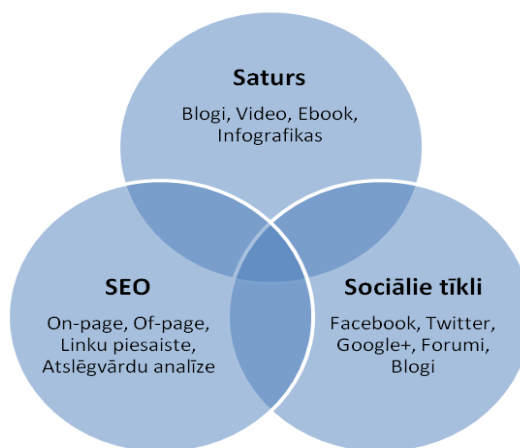 Saturs
Blogi, Video, Ebook,
Infografikas
SEO
On-page, Of-page,
Linku piesaiste,
Atslēgvārdu analīze
Sociālie tīkli
Facebook, Twitter,
Google+, Forumi,
Blogi